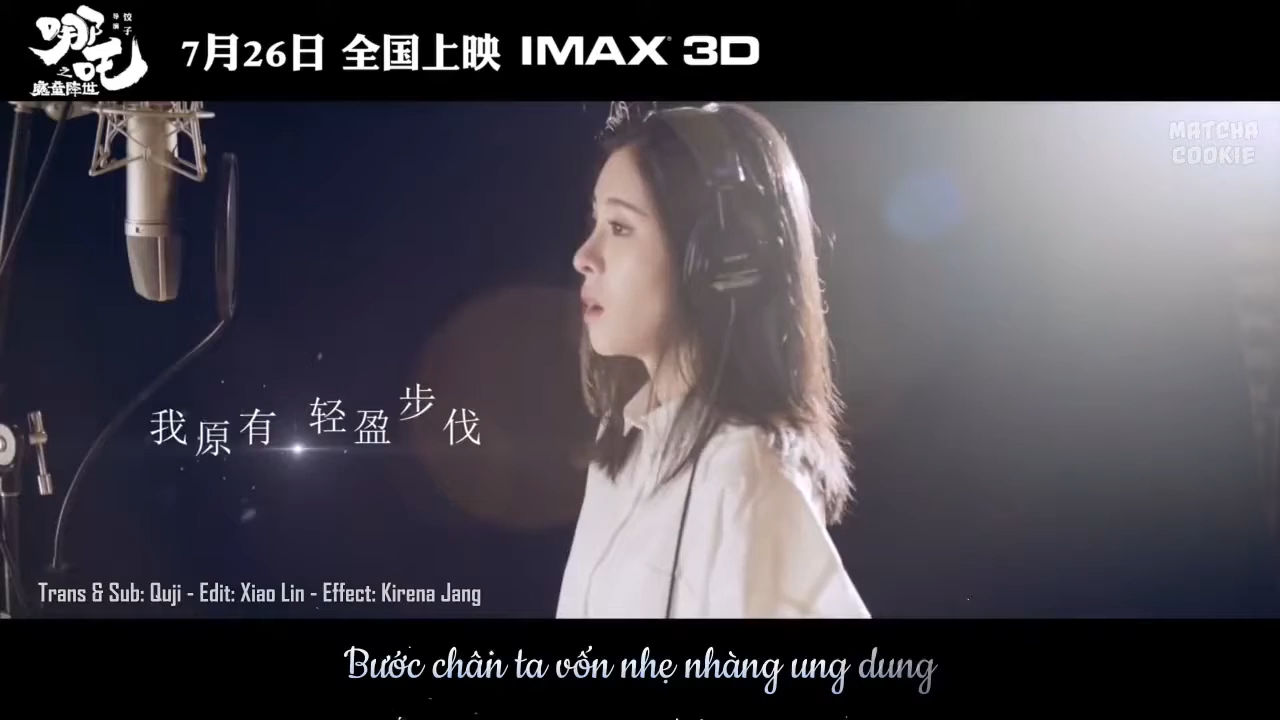 导演
饺子
哪吒
之
魔童降世
7月26日 全国上映 IMAX 3D
MATCHA
COOKIE
我原有 轻盈步伐
Trans & Sub: Quji - Edit: Xiao Lin - Effect: Kirena Jang
Bước chân ta vốn nhẹ nhàng ung dung